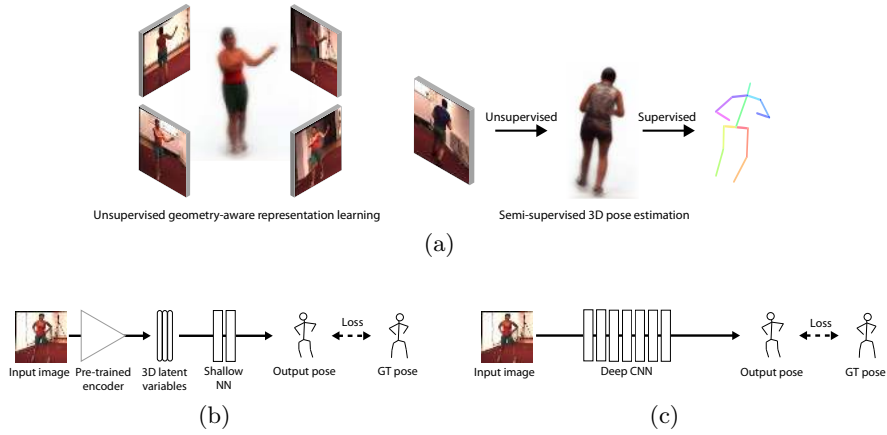 Unsupervised
Supervised
Unsupervised geometry-aware representation learning
Semi-supervised 3D pose estimation
(a)
Loss
Input image
Pre-trained
encoder
3D latent
variables
Shallow
NN
Output pose
GT pose
(b)
Loss
Input image
Deep CNN
Output pose
GT pose
(c)